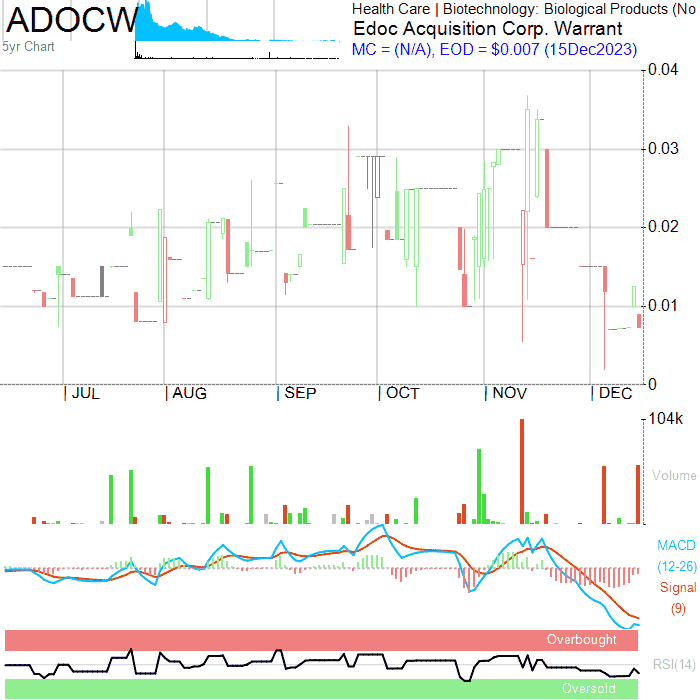 ADOCW
5yr Chart
Health Care | Biotechnology: Biological Products (No
Edoc Acquisition Corp. Warrant
MC = (N/A), EOD = $0.007 (15Dec2023)
0.04
0.03
0.02
0.01
0
| JUL | AUG | SEP | OCT | NOV | DEC
104k
Volume
MACD
(12-26)
Signal
(9)
Overbought
RSI(14)
Oversold